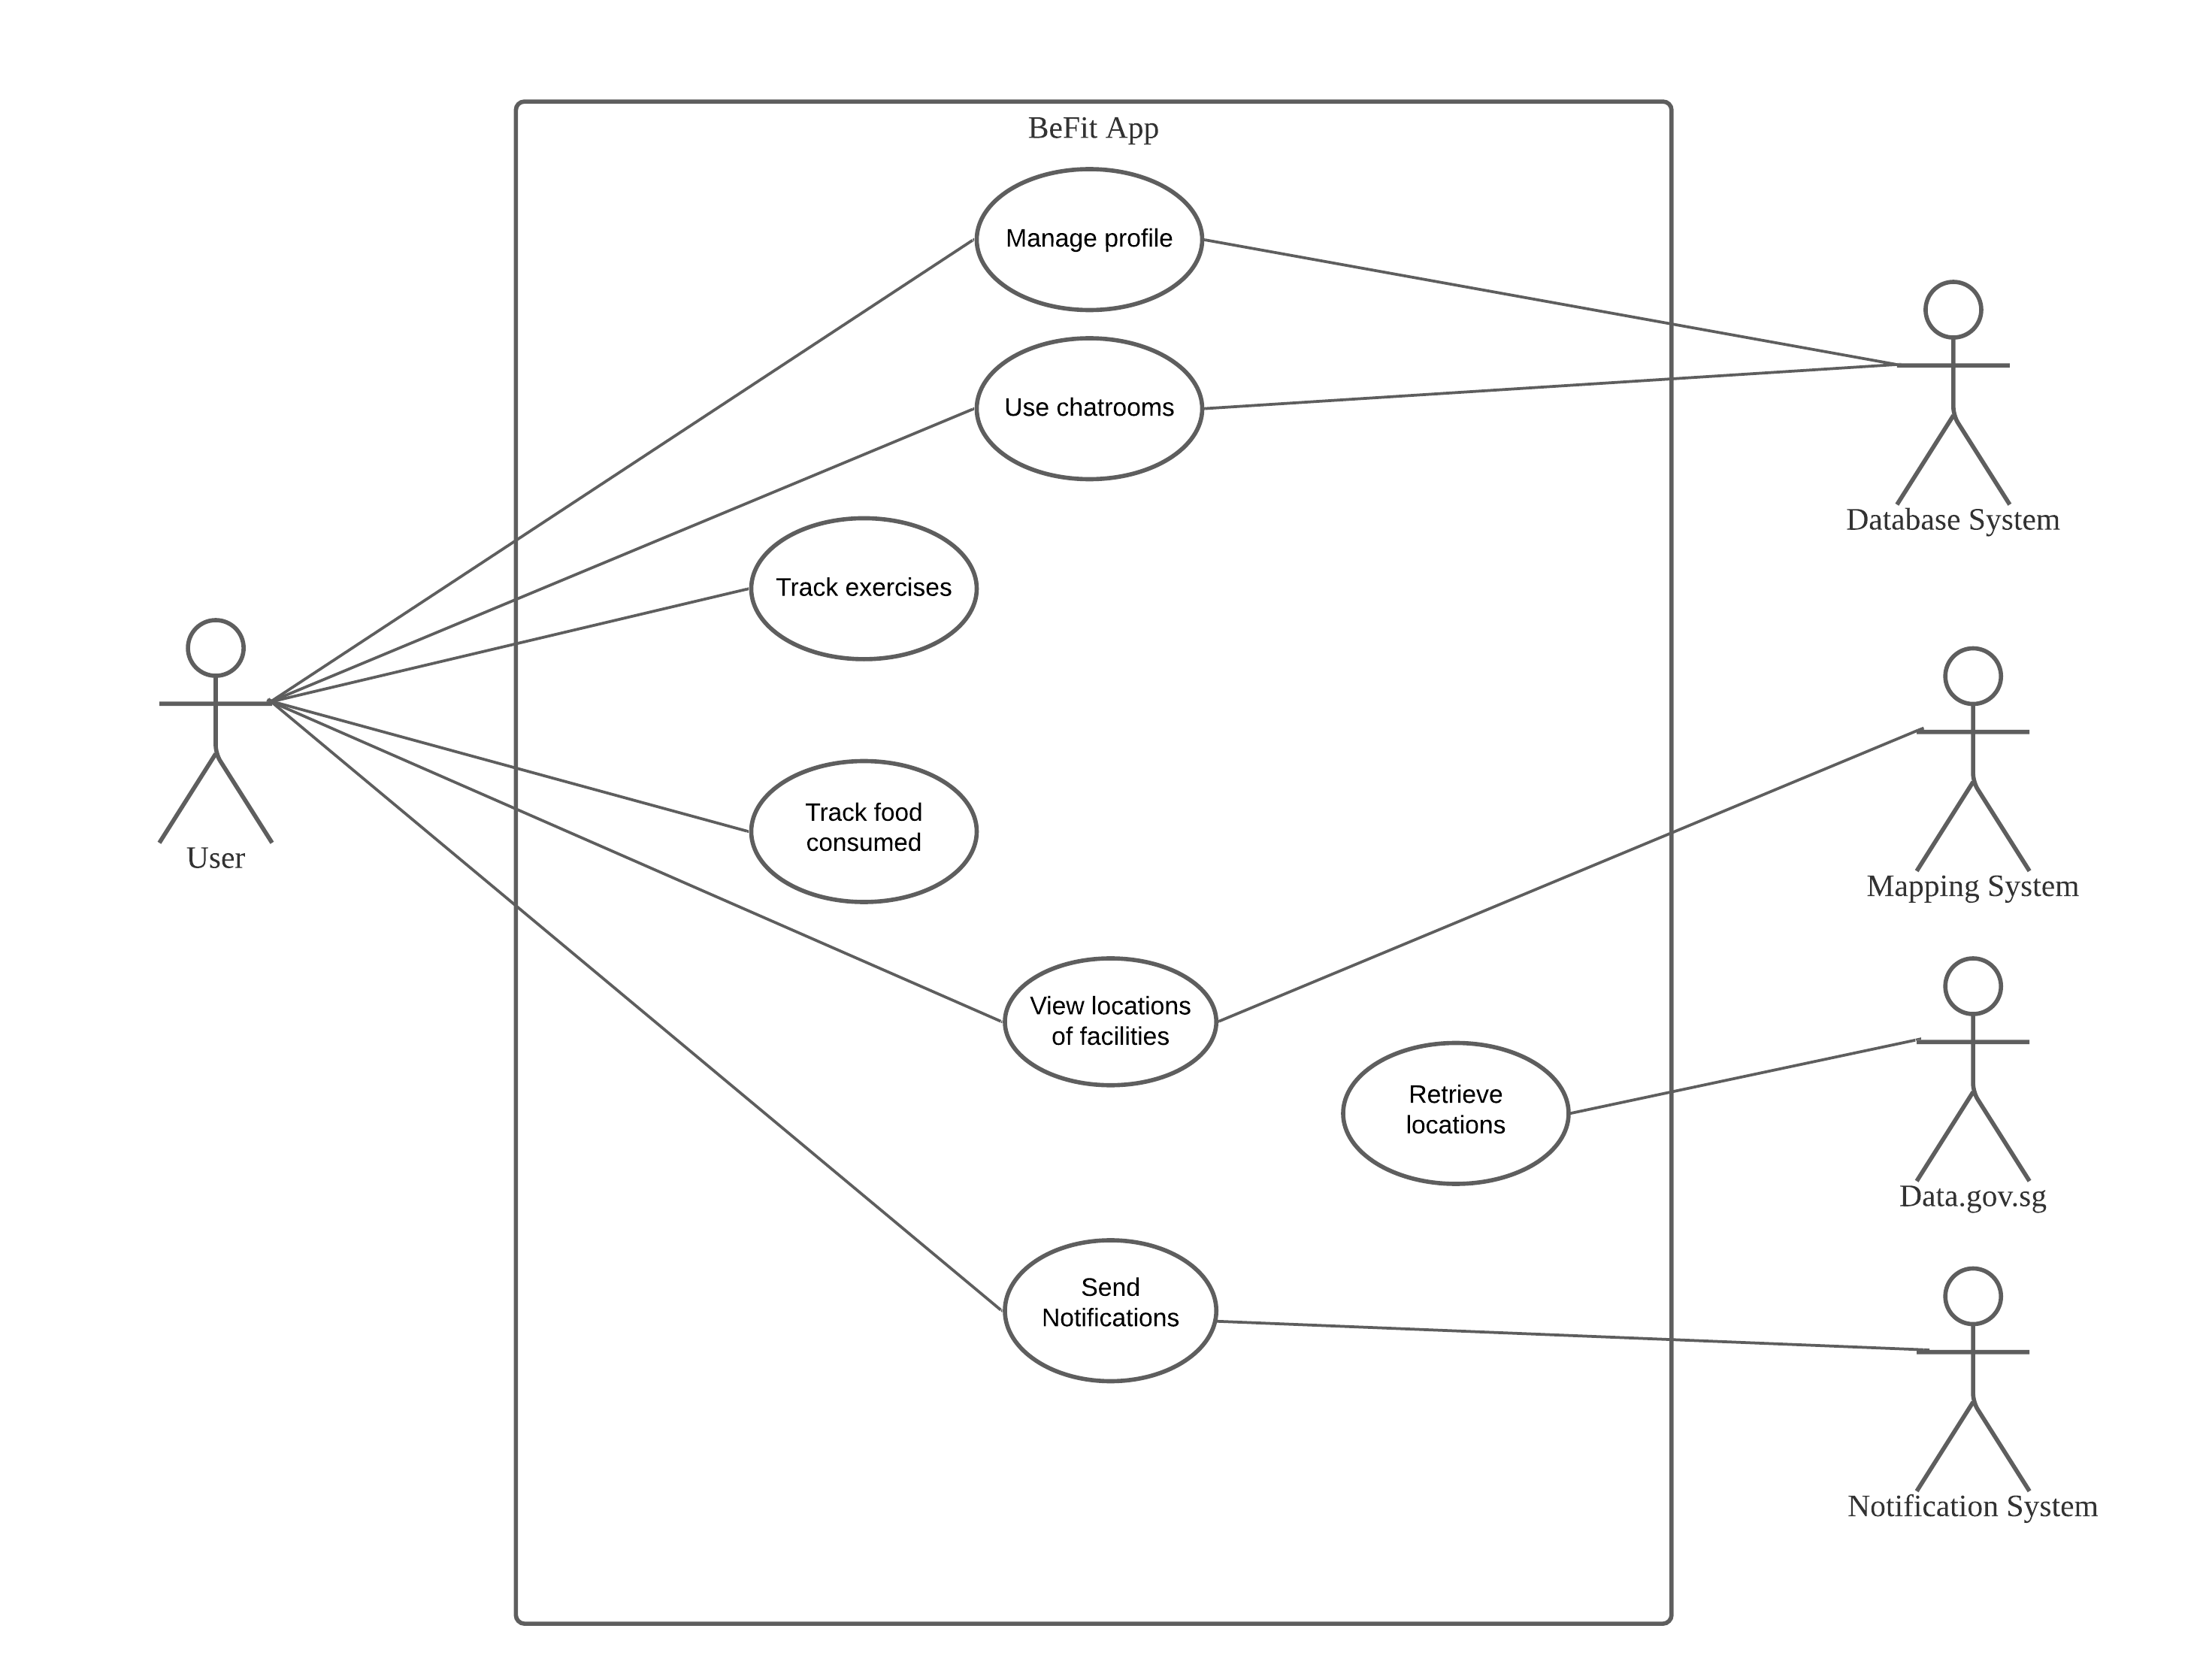 BeFit App
Manage profile
Use chatrooms
Database System
Track exercises
User
Track food
consumed
Mapping System
View locations
of facilities
Retrieve
locations
Data.gov.sg
Send
Notifications
Notification System